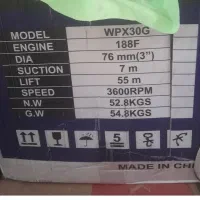 MODEL WPX30G
ENGINE 188F
DIA 76 mm(3")
SUCTION 7 m
LIFT 55 m
SPEED 3600RPM
N.W 52.8KGS
G.W 54.8KGS
5
MADE IN CHI